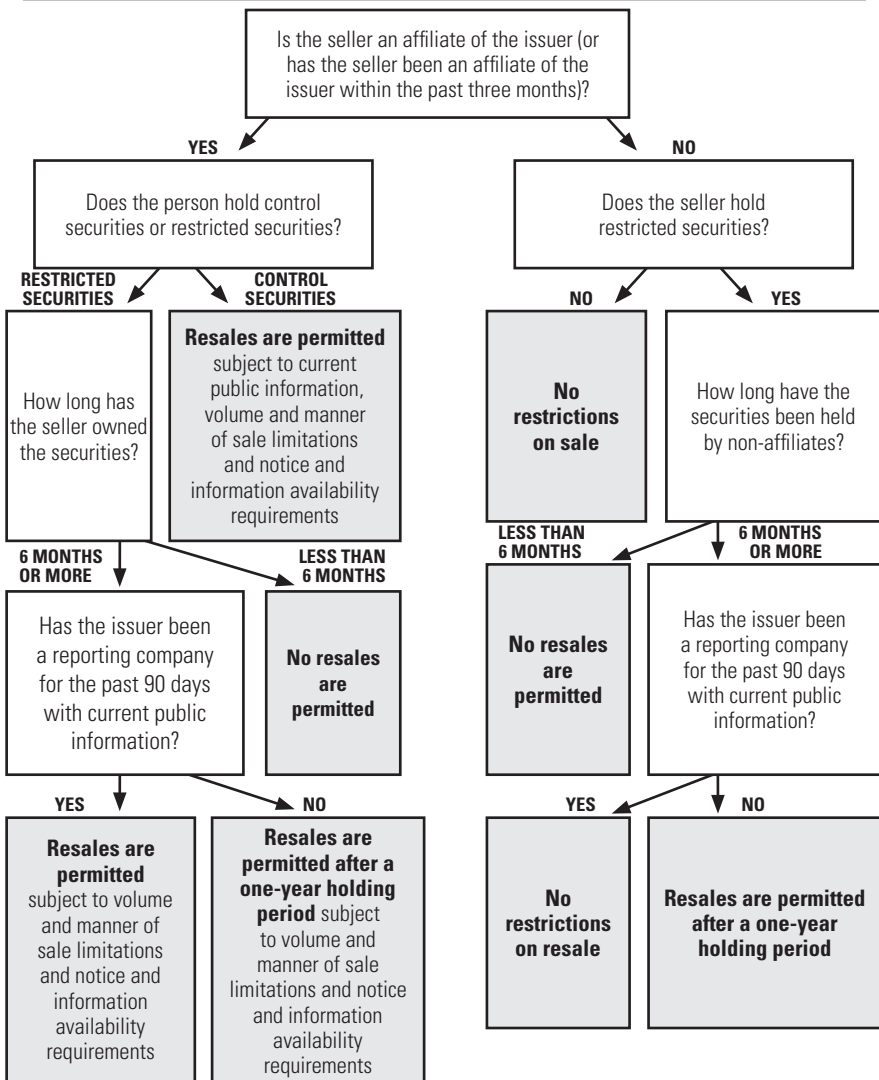 Is the seller an affiliate of the issuer (or
has the seller been an affiliate of the
issuer within the past three months)?
YES
NO
Does the person hold control
securities or restricted securities?
Does the seller hold
restricted securities?
RESTRICTED
SECURITIES
CONTROL
SECURITIES
NO
YES
How long has
the seller owned
the securities?
Resales are permitted
subject to current
public information,
volume and manner
of sale limitations
and notice and
information availability
requirements
No
restrictions
on sale
How long have the
securities been held
by non-affiliates?
6 MONTHS
OR MORE
LESS THAN
6 MONTHS
LESS THAN
6 MONTHS
6 MONTHS
OR MORE
Has the issuer been
a reporting company
for the past 90 days
with current public
information?
No resales
are
permitted
No resales
are
permitted
Has the issuer been
a reporting company
for the past 90 days
with current public
information?
YES
NO
YES
NO
Resales are
permitted
subject to volume
and manner of
sale limitations
and notice and
information
availability
requirements
Resales are
permitted after a
one-year holding
period subject
to volume and
manner of sale
limitations and notice
and information
availability
requirements
No
restrictions
on resale
Resales are permitted
after a one-year
holding period